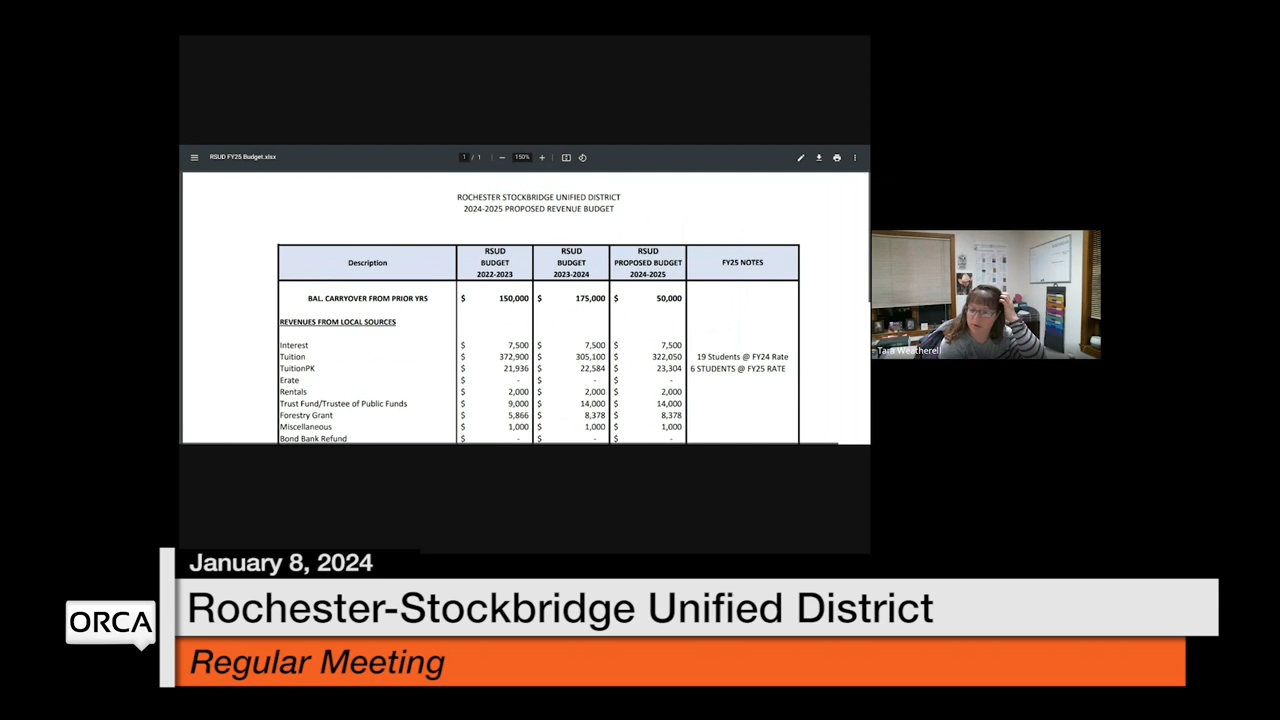 RSUD FY25 Budget.xlsx
1 / 1
150%
ROCHESTER STOCKBRIDGE UNIFIED DISTRICT
2024-2025 PROPOSED REVENUE BUDGET
Description RSUD BUDGET 2022-2023 RSUD BUDGET 2023-2024 RSUD PROPOSED BUDGET 2024-2025 FY25 NOTES
BAL. CARRYOVER FROM PRIOR YRS $ 150,000 $ 175,000 $ 50,000
REVENUES FROM LOCAL SOURCES
Interest $ 7,500 $ 7,500 $ 7,500
Tuition $ 372,900 $ 305,100 $ 322,050 19 Students @ FY24 Rate
TuitionPK $ 21,936 $ 22,584 $ 23,304 6 STUDENTS @ FY25 RATE
Erate $ - $ - $ -
Rentals $ 2,000 $ 2,000 $ 2,000
Trust Fund/Trustee of Public Funds $ 9,000 $ 14,000 $ 14,000
Forestry Grant $ 5,866 $ 8,378 $ 8,378
Miscellaneous $ 1,000 $ 1,000 $ 1,000
Bond Bank Refund $ - $ - $ -
Tara Weatherell
January 8, 2024
Rochester-Stockbridge Unified District
ORCA
Regular Meeting